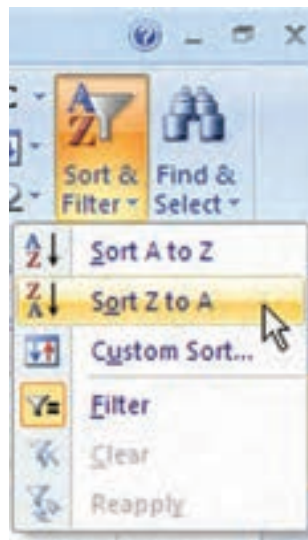 Sort & Filter
Find & Select
Sort A to Z
Sort Z to A
Custom Sort...
Filter
Clear
Reapply